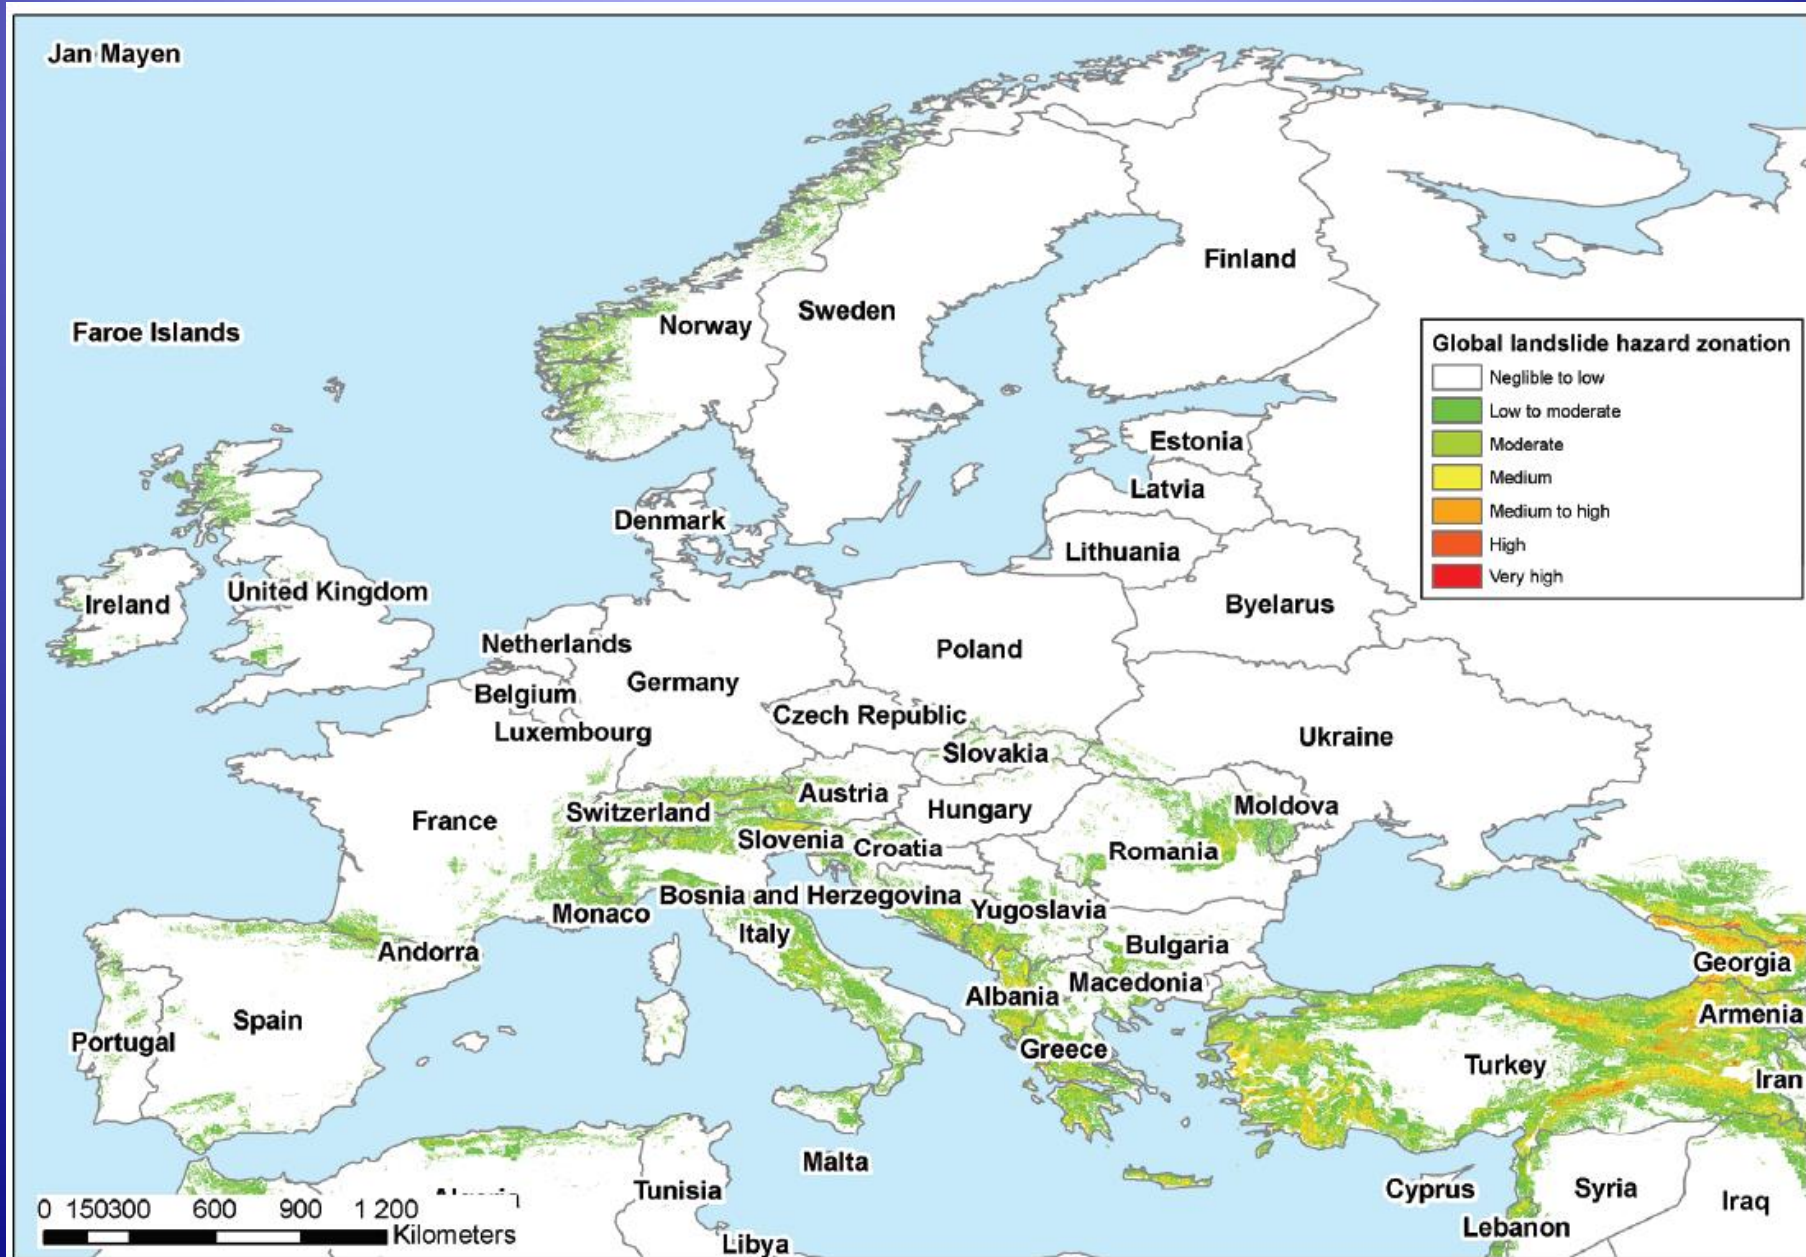 Jan Mayen
Finland
Sweden
Norway
Faroe Islands
Global landslide hazard zonation
Neglible to low
Low to moderate
Moderate
Medium
Medium to high
High
Very high
Estonia
Latvia
Denmark
Lithuania
United Kingdom
Ireland
Byelarus
Netherlands
Poland
Germany
Belgium
Czech Republic
Luxembourg
Ukraine
Slovakia
Austria
Switzerland
Hungary
Moldova
France
Slovenia
Croatia
Romania
Bosnia and Herzegovina
Monaco
Yugoslavia
Italy
Bulgaria
Andorra
Georgia
Macedonia
Albania
Armenia
Spain
Portugal
Greece
Turkey
Iran
Malta
Tunisia
Cyprus
Syria
Iraq
0 150300 600 900 1 200
Kilometers
Lebanon
Libya